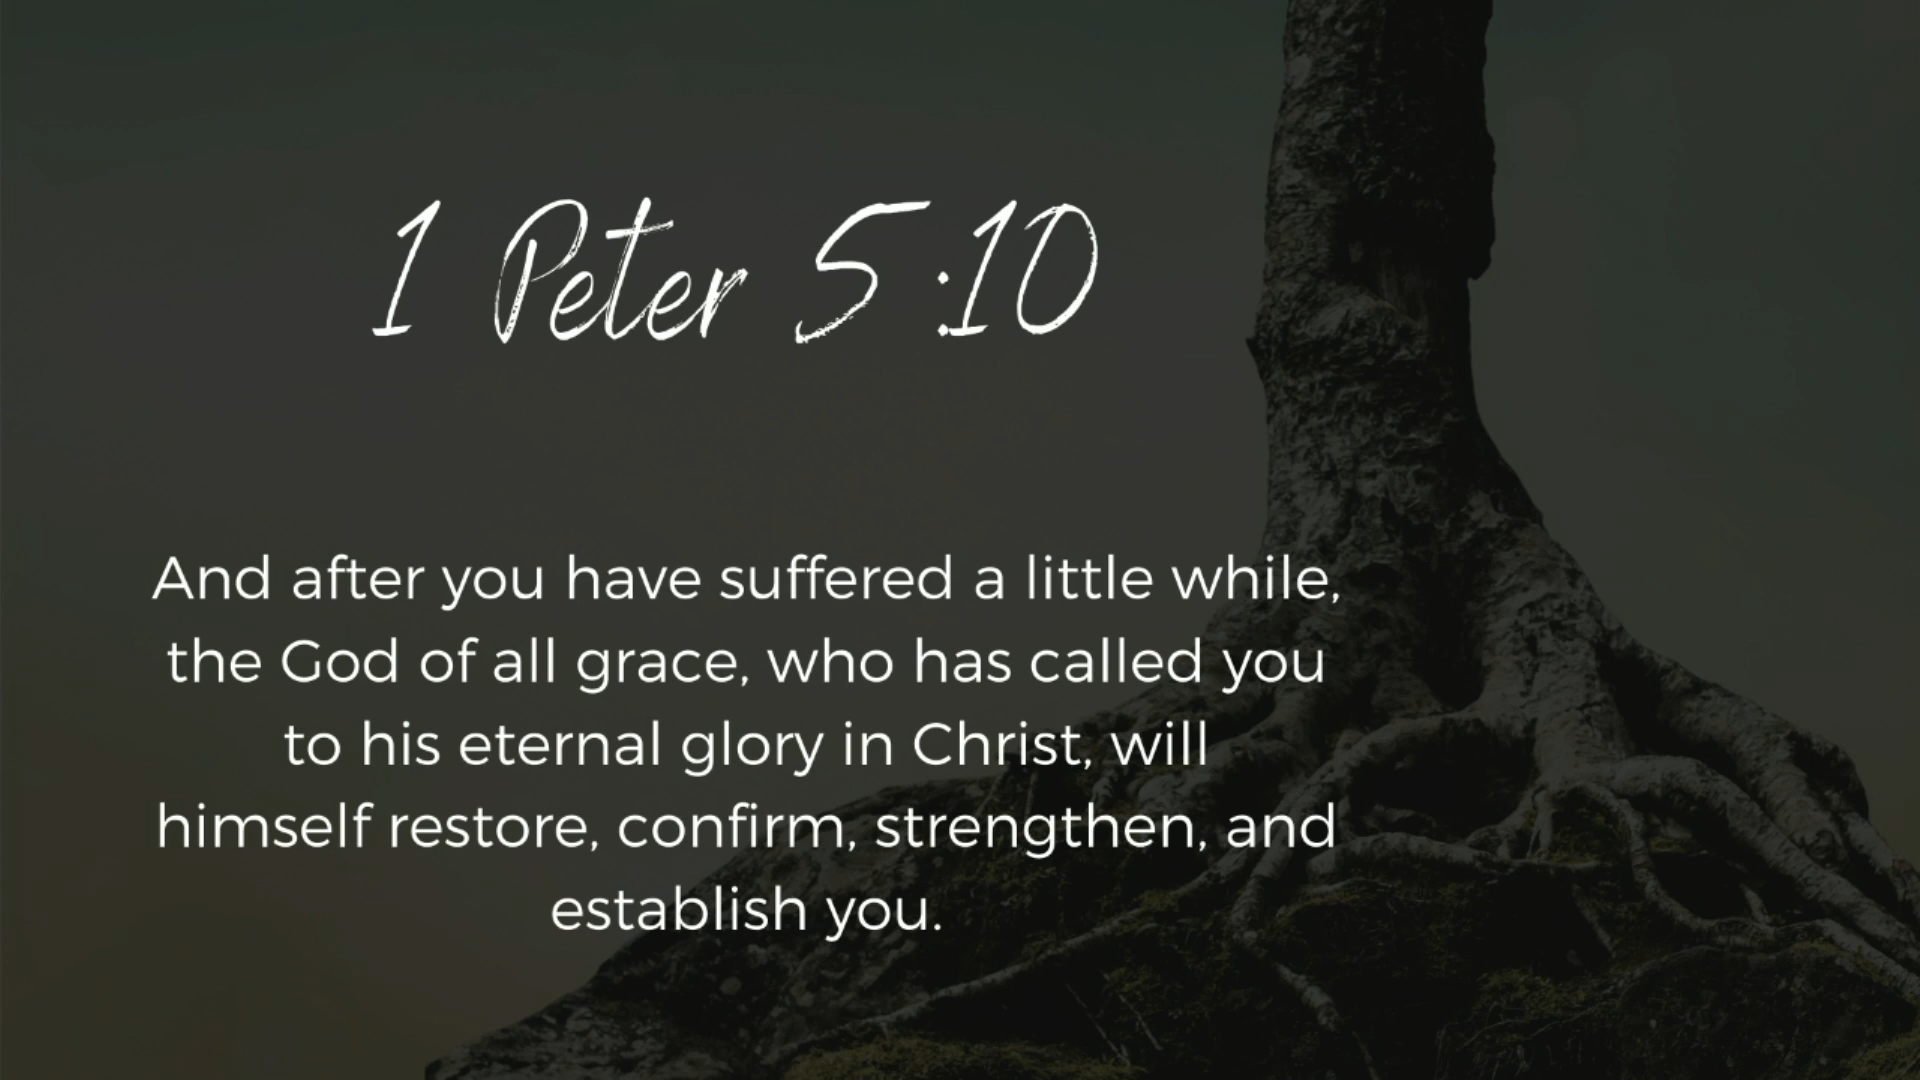 1 Peter 5:10
And after you have suffered a little while,
the God of all grace, who has called you
to his eternal glory in Christ, will
himself restore, confirm, strengthen, and
establish you.